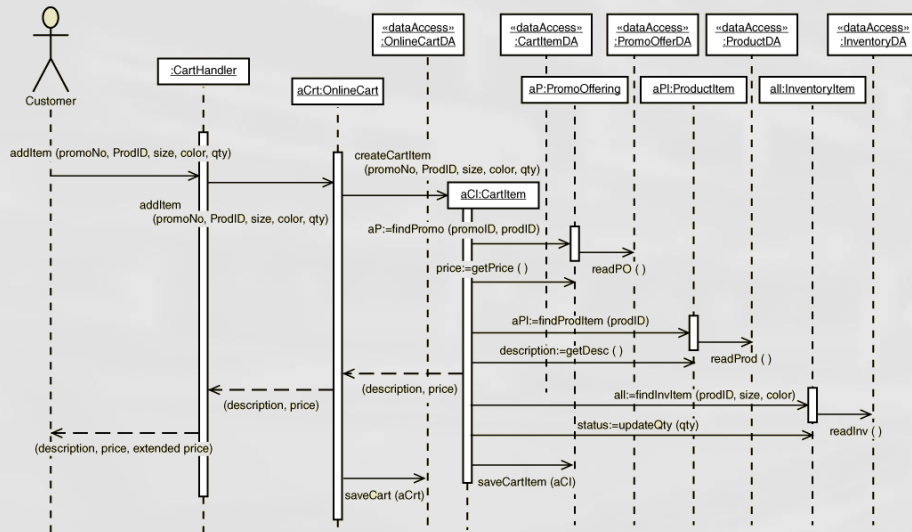 «dataAccess»
:OnlineCartDA
«dataAccess»
:CartItemDA
«dataAccess»
:PromoOfferDA
«dataAccess»
:ProductDA
«dataAccess»
:InventoryDA
:CartHandler
aCrt:OnlineCart
aP:PromoOffering
aPI:ProductItem
aII:InventoryItem
Customer
addItem (promoNo, ProdID, size, color, qty)
createCartItem
(promoNo, ProdID, size, color, qty)
aCI:CartItem
addItem
(promoNo, ProdID, size, color, qty)
aP:=findPromo (promoID, prodID)
readPO ( )
price:=getPrice ( )
aPI:=findProdItem (prodID)
description:=getDesc ( )
readProd ( )
(description, price)
(description, price)
aII:=findInvItem (prodID, size, color)
status:=updateQty (qty)
readInv ( )
(description, price, extended price)
saveCartItem (aCI)
saveCart (aCrt)